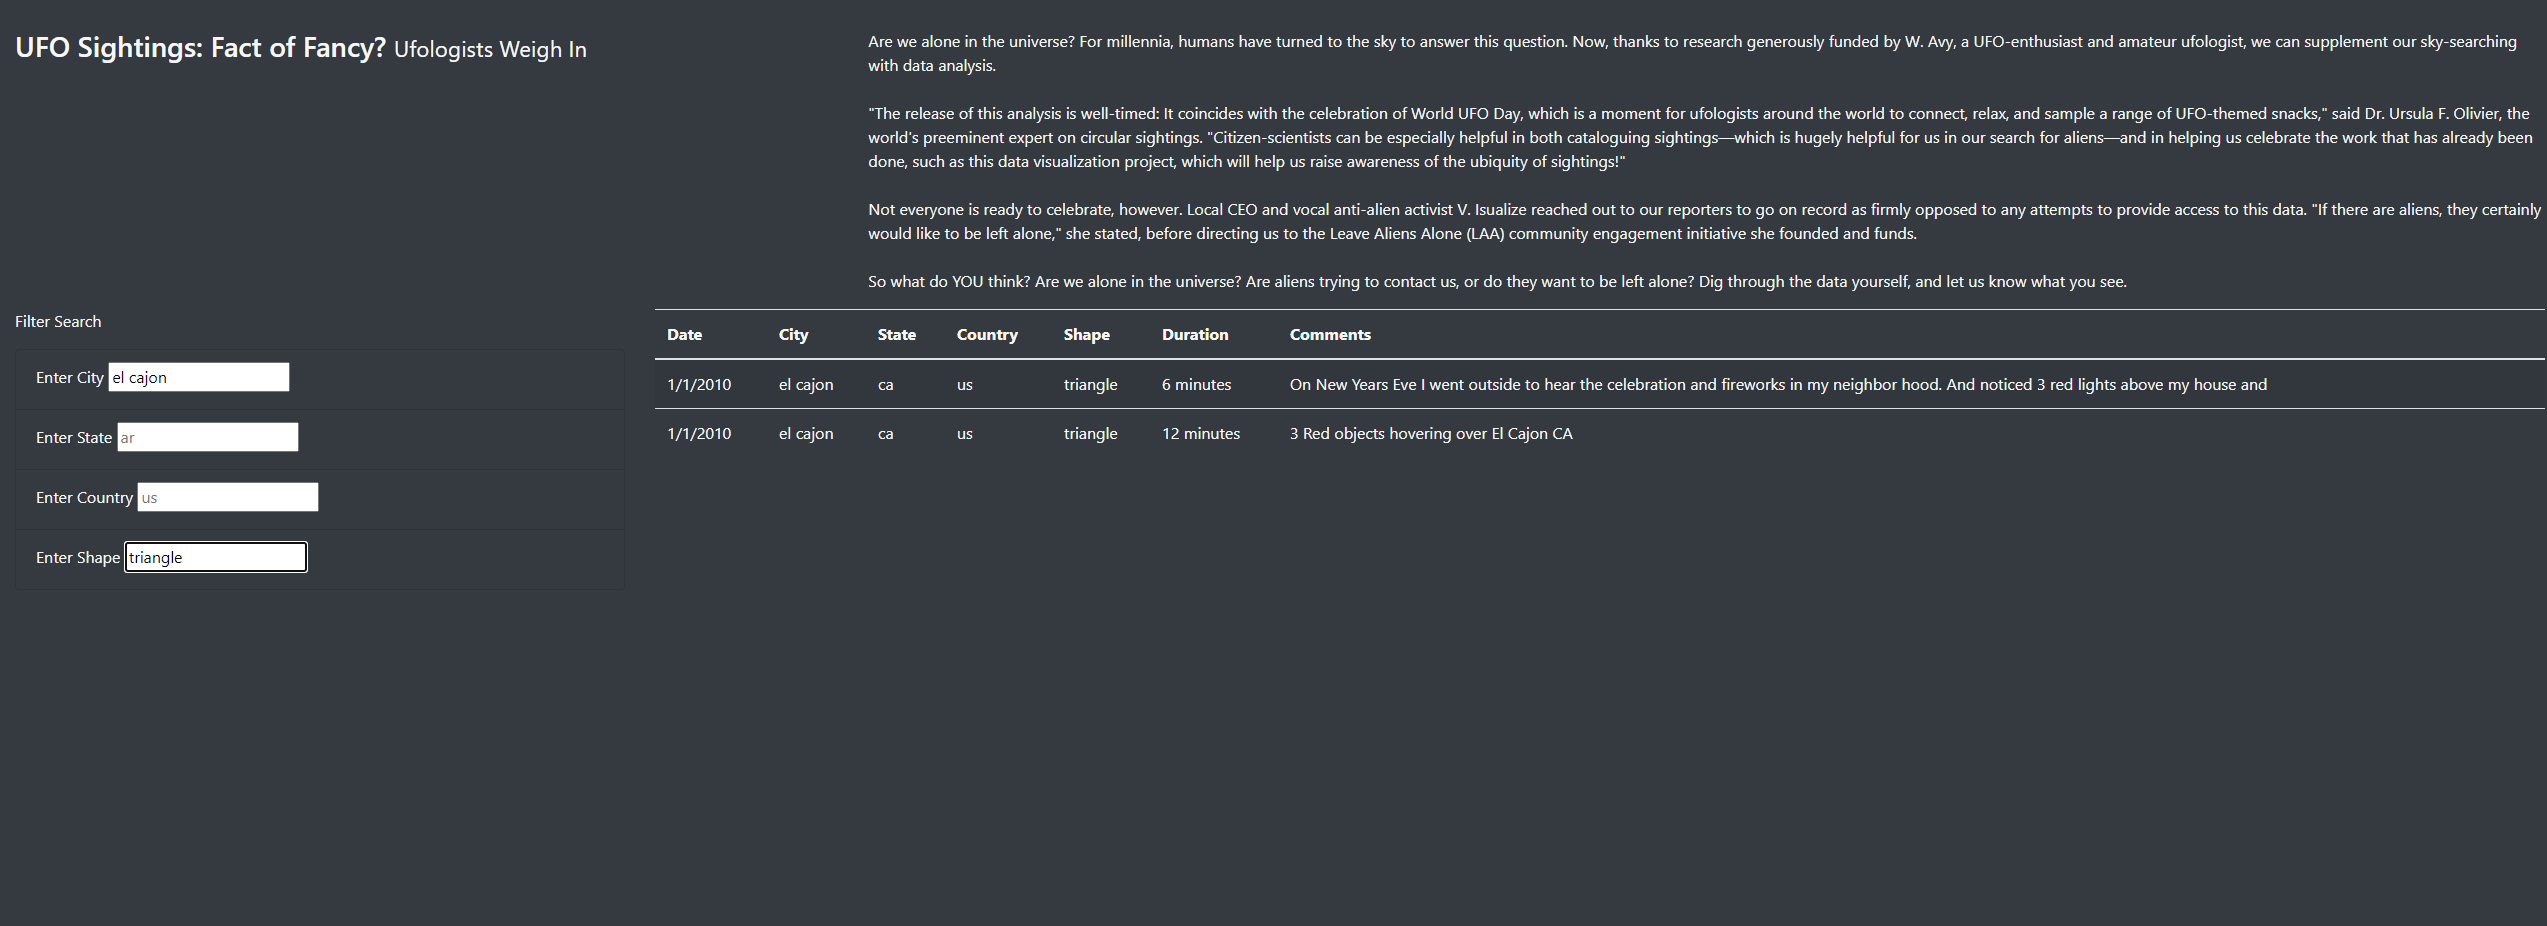 UFO Sightings: Fact of Fancy? Ufologists Weigh In
Are we alone in the universe? For millennia, humans have turned to the sky to answer this question. Now, thanks to research generously funded by W. Avy, a UFO-enthusiast and amateur ufologist, we can supplement our sky-searching
with data analysis.
"The release of this analysis is well-timed: It coincides with the celebration of World UFO Day, which is a moment for ufologists around the world to connect, relax, and sample a range of UFO-themed snacks," said Dr. Ursula F. Olivier, the
world's preeminent expert on circular sightings. "Citizen-scientists can be especially helpful in both cataloguing sightings—which is hugely helpful for us in our search for aliens—and in helping us celebrate the work that has already been
done, such as this data visualization project, which will help us raise awareness of the ubiquity of sightings!"
Not everyone is ready to celebrate, however. Local CEO and vocal anti-alien activist V. Isualize reached out to our reporters to go on record as firmly opposed to any attempts to provide access to this data. "If there are aliens, they certainly
would like to be left alone," she stated, before directing us to the Leave Aliens Alone (LAA) community engagement initiative she founded and funds.
So what do YOU think? Are we alone in the universe? Are aliens trying to contact us, or do they want to be left alone? Dig through the data yourself, and let us know what you see.
Filter Search
Enter City el cajon
Enter State ar
Enter Country us
Enter Shape triangle
Date City State Country Shape Duration Comments
1/1/2010 el cajon ca us triangle 6 minutes On New Years Eve I went outside to hear the celebration and fireworks in my neighbor hood. And noticed 3 red lights above my house and
1/1/2010 el cajon ca us triangle 12 minutes 3 Red objects hovering over El Cajon CA